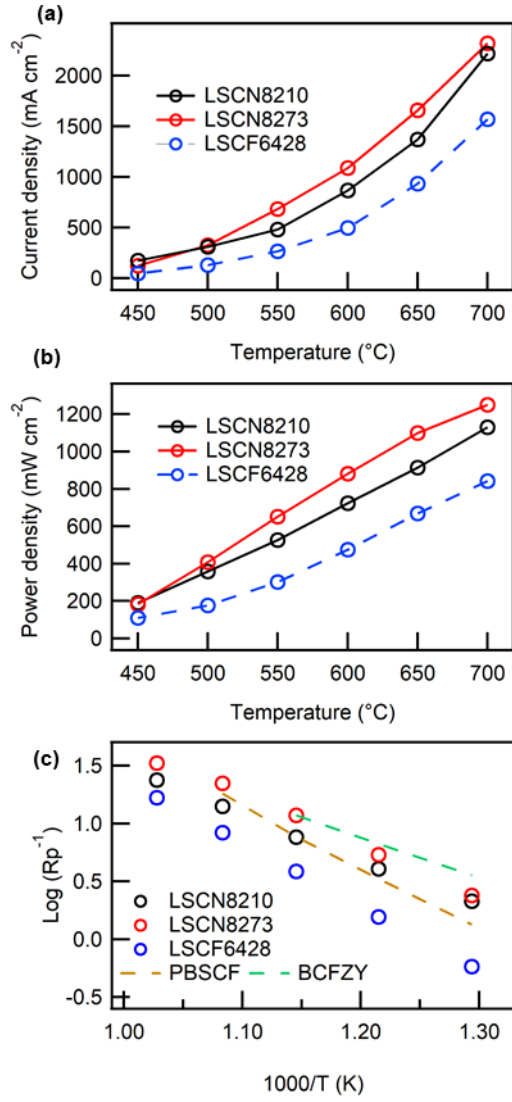 (a)
2000
1500
1000
500
0
Current density (mA cm⁻²)
LSCN8210
LSCN8273
LSCF6428
450 500 550 600 650 700
Temperature (°C)
(b)
1200
1000
800
600
400
200
0
Power density (mW cm⁻²)
LSCN8210
LSCN8273
LSCF6428
450 500 550 600 650 700
Temperature (°C)
(c)
1.5
1.0
0.5
0.0
-0.5
Log (Rp⁻¹)
LSCN8210
LSCN8273
LSCF6428
PBSCF BCFZY
1.00 1.10 1.20 1.30
1000/T (K)